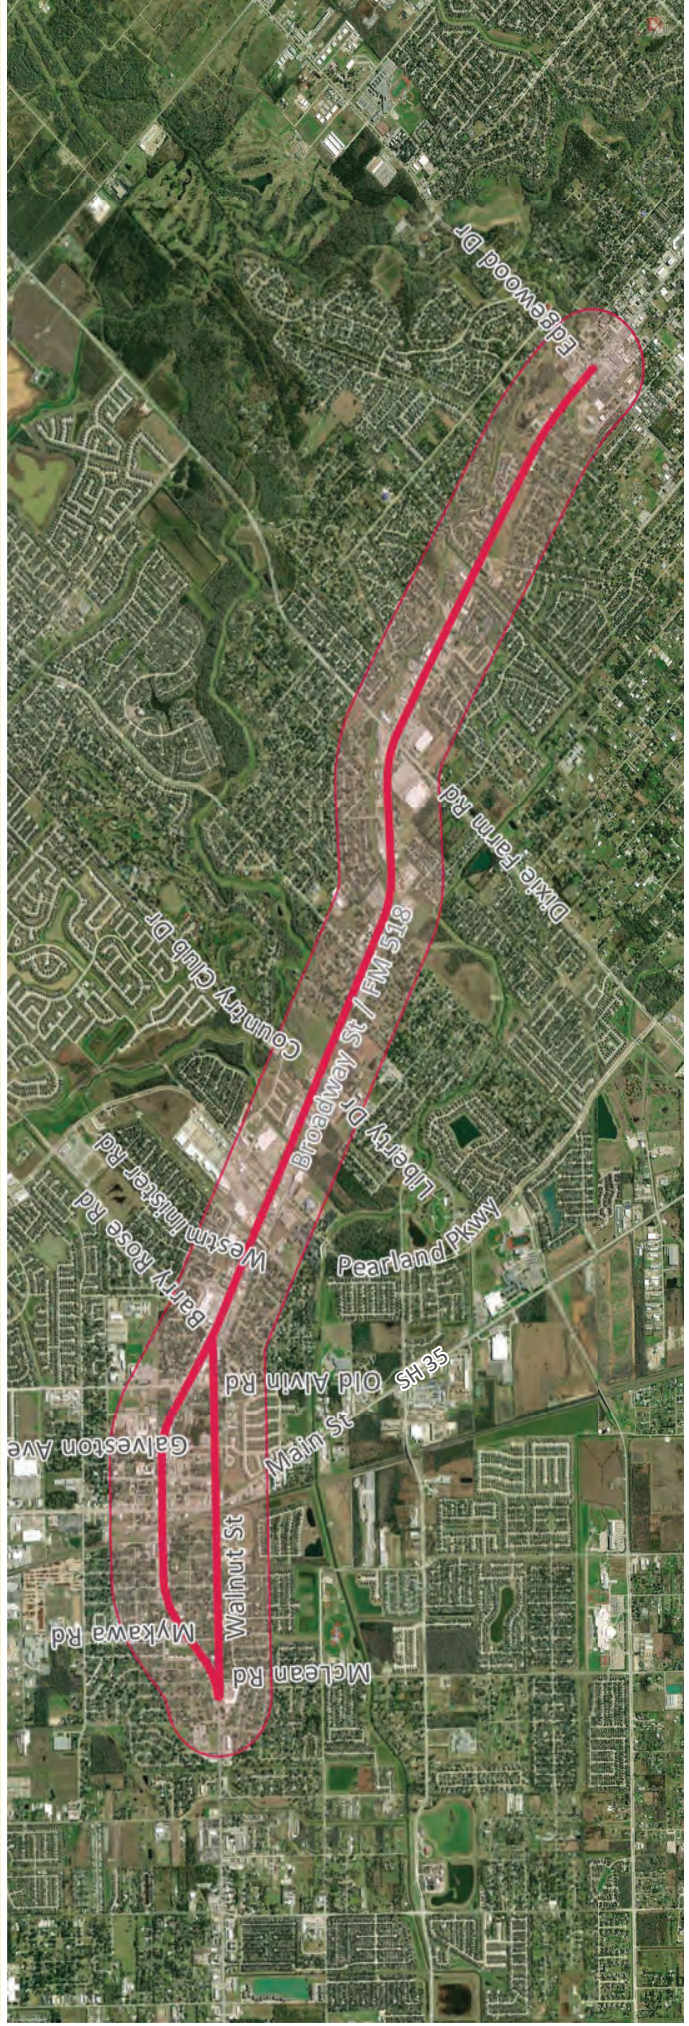 Edgewood Dr
Dixie Farm Rd
Country Club Dr
Broadway St / FM 518
Liberty Dr
Westminister Rd
Barry Rose Rd
Pearland Pkwy
Old Alvin Rd
SH 35
Main St
Galveston Ave
Walnut St
Mykawa Rd
McLean Rd